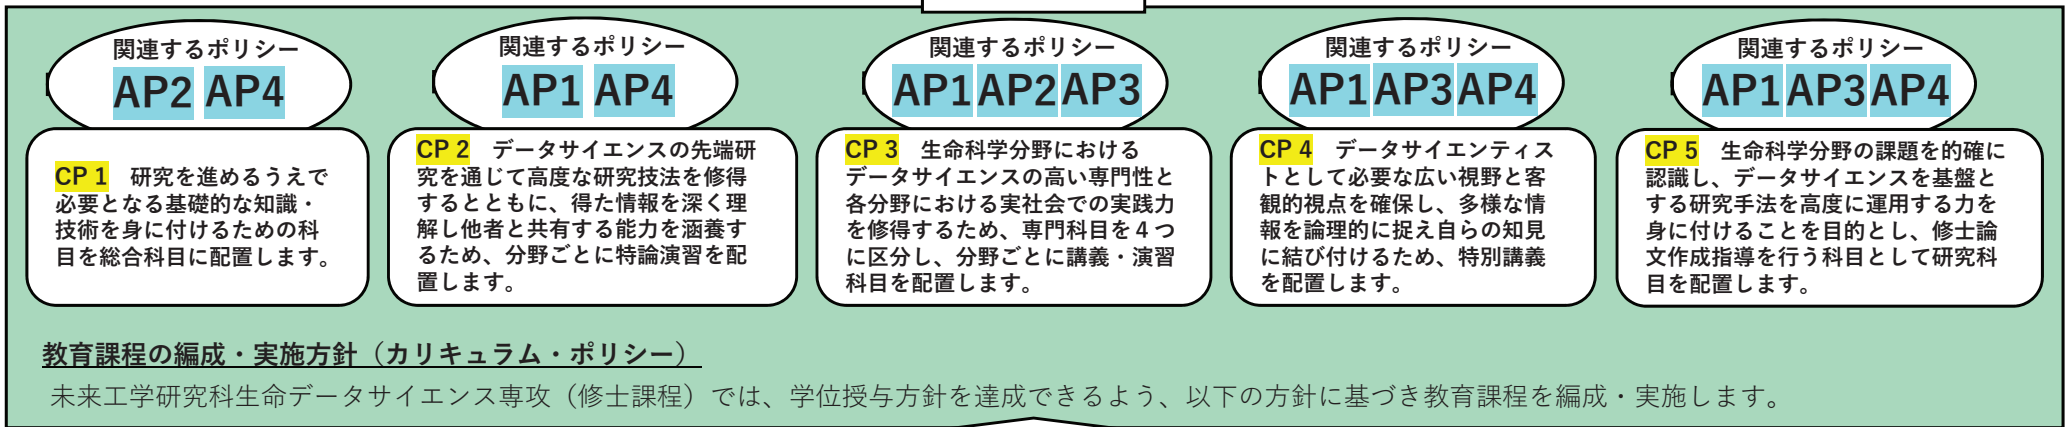 関連するポリシー
AP2 AP4
CP 1 研究を進めるうえで
必要となる基礎的な知識・
技術を身に付けるための科
目を総合科目に配置します。
関連するポリシー
AP1 AP4
CP 2 データサイエンスの先端研
究を通じて高度な研究技法を修得
するとともに、得た情報を深く理
解し他者と共有する能力を涵養す
るため、分野ごとに特論演習を配
置します。
関連するポリシー
AP1 AP2 AP3
CP 3 生命科学分野における
データサイエンスの高い専門性と
各分野における実社会での実践力
を修得するため、専門科目を４つ
に区分し、分野ごとに講義・演習
科目を配置します。
関連するポリシー
AP1 AP3 AP4
CP 4 データサイエンティス
トとして必要な広い視野と客
観的視点を確保し、多様な情
報を論理的に捉え自らの知見
に結び付けるため、特別講義
を配置します。
関連するポリシー
AP1 AP3 AP4
CP 5 生命科学分野の課題を的確に
認識し、データサイエンスを基盤と
する研究手法を高度に運用する力を
身に付けることを目的とし、修士論
文作成指導を行う科目として研究科
目を配置します。
教育課程の編成・実施方針（カリキュラム・ポリシー）
未来工学研究科生命データサイエンス専攻（修士課程）では、学位授与方針を達成できるよう、以下の方針に基づき教育課程を編成・実施します。